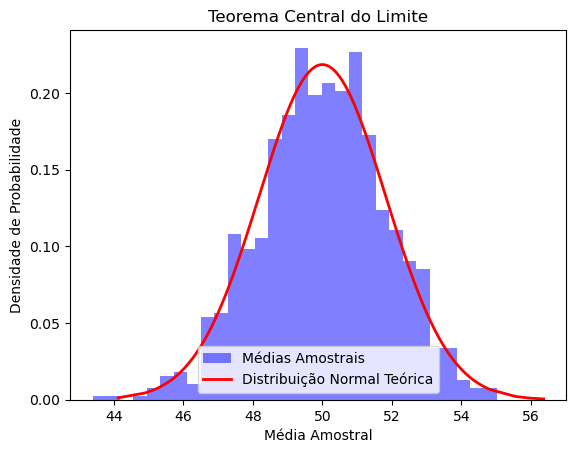 Teorema Central do Limite
Densidade de Probabilidade
0.20
0.15
0.10
0.05
0.00
Médias Amostrais
Distribuição Normal Teórica
44 46 48 50 52 54 56
Média Amostral